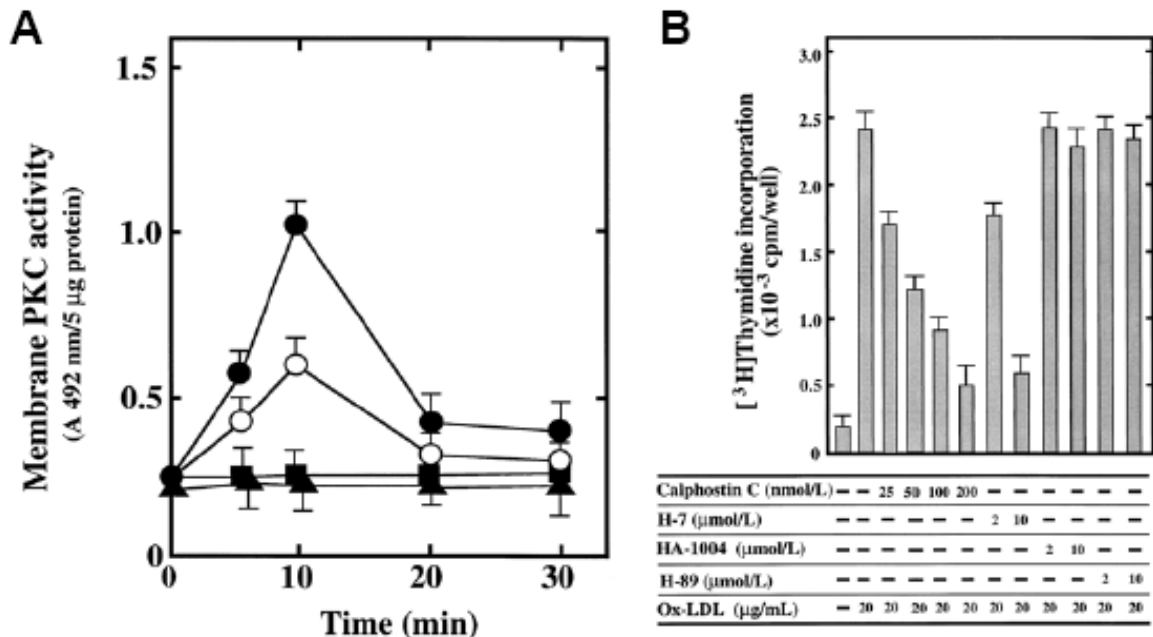 A
Membrane PKC activity
(A 492 nm/5 µg protein)
1.5
1.0
0.5
0
0 10 20 30
Time (min)
B
[3H]Thymidine incorporation
(x10-3 cpm/well)
3.0
2.5
2.0
1.5
1.0
0.5
0
Calphostin C (nmol/L) – – 25 50 100 200 – – – – – –
H-7 (µmol/L) – – – – – – 2 10 – – – –
HA-1004 (µmol/L) – – – – – – – – 2 10 – –
H-89 (µmol/L) – – – – – – – – – – 2 10
Ox-LDL (µg/mL) – 20 20 20 20 20 20 20 20 20 20 20